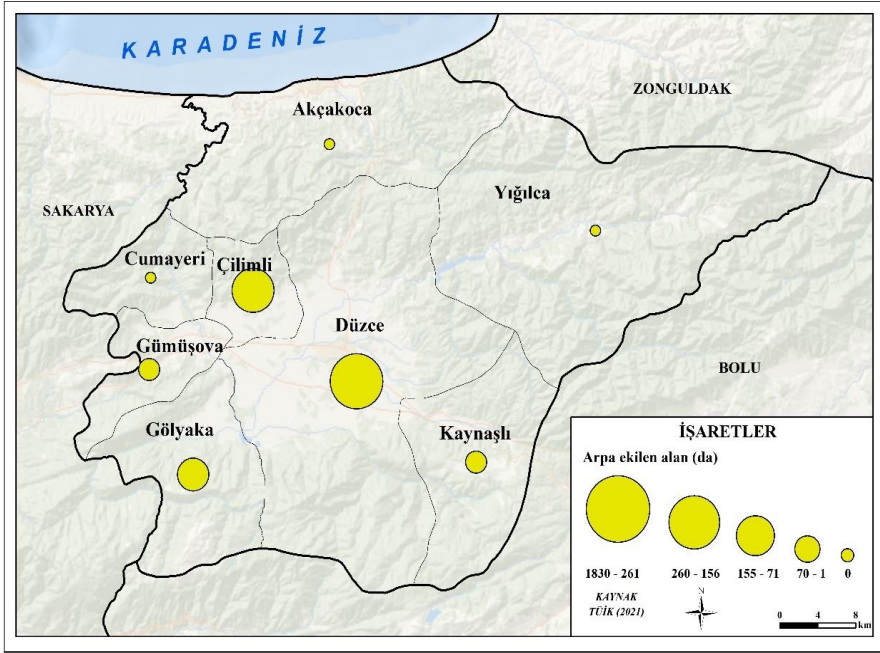 KARADENİZ
ZONGULDAK
Akçakoca
Yığılca
SAKARYA
Cumayeri
Çilimli
Düzce
Gümüşova
BOLU
Gölyaka
Kaynaşlı
İŞARETLER
Arpa ekilen alan (da)
1830 - 261 260 - 156 155 - 71 70 - 1 0
KAYNAK
TÜİK (2021)
N
0 4 8
km